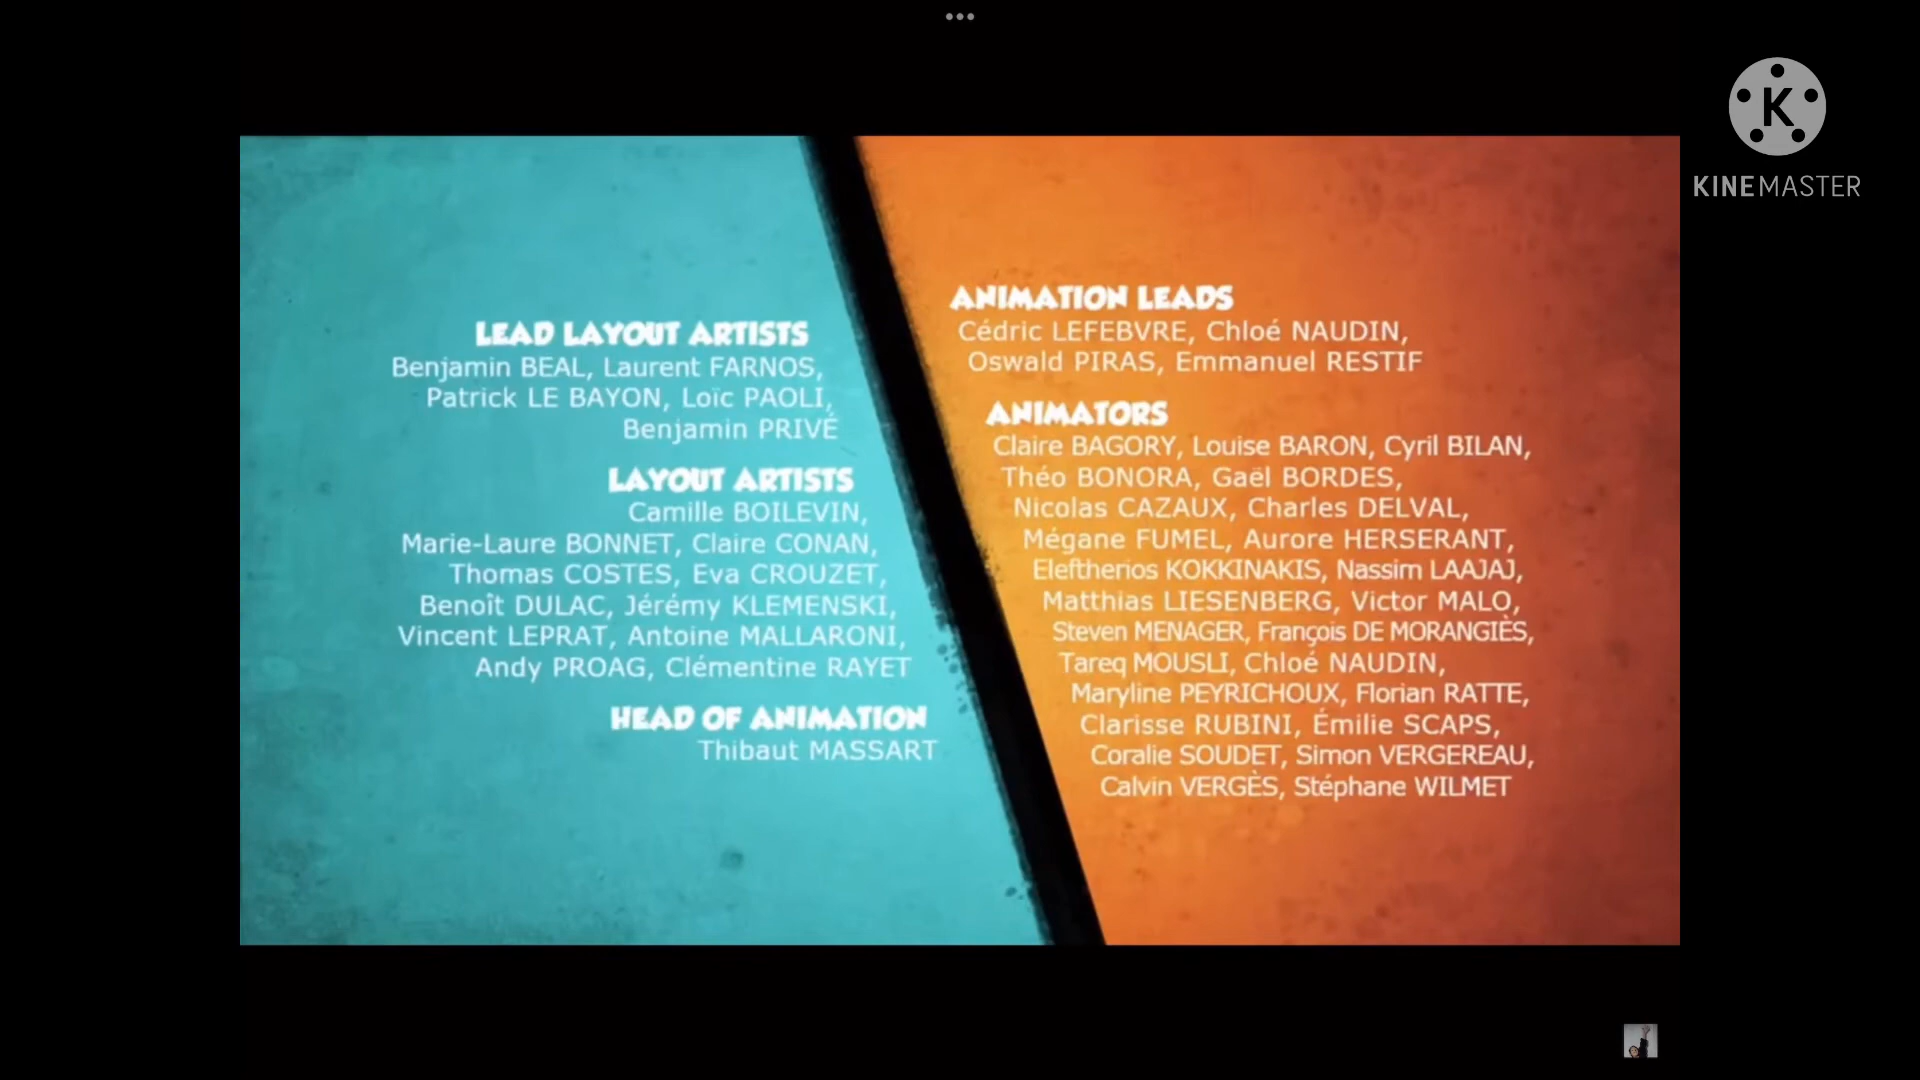 LEAD LAYOUT ARTISTS
Benjamin BEAL, Laurent FARNOS,
Patrick LE BAYON, Loïc PAOLI,
Benjamin PRIVÉ
LAYOUT ARTISTS
Camille BOILEVIN,
Marie-Laure BONNET, Claire CONAN,
Thomas COSTES, Eva CROUZET,
Benoît DULAC, Jérémy KLEMENSKI,
Vincent LEPRAT, Antoine MALLARONI,
Andy PROAG, Clémentine RAYET
HEAD OF ANIMATION
Thibaut MASSART
ANIMATION LEADS
Cédric LEFEBVRE, Chloé NAUDIN,
Oswald PIRAS, Emmanuel RESTIF
ANIMATORS
Claire BAGORY, Louise BARON, Cyril BILAN,
Théo BONORA, Gaël BORDES,
Nicolas CAZAUX, Charles DELVAL,
Mégane FUMEL, Aurore HERSERANT,
Eleftherios KOKKINAKIS, Nassim LAAJAJ,
Matthias LIESENBERG, Victor MALO,
Steven MENAGER, François DE MORANGIÈS,
Tareq MOUSLI, Chloé NAUDIN,
Maryline PEYRICHOUX, Florian RATTE,
Clarisse RUBINI, Émilie SCAPS,
Coralie SOUDET, Simon VERGEREAU,
Calvin VERGÈS, Stéphane WILMET
K
KINEMASTER